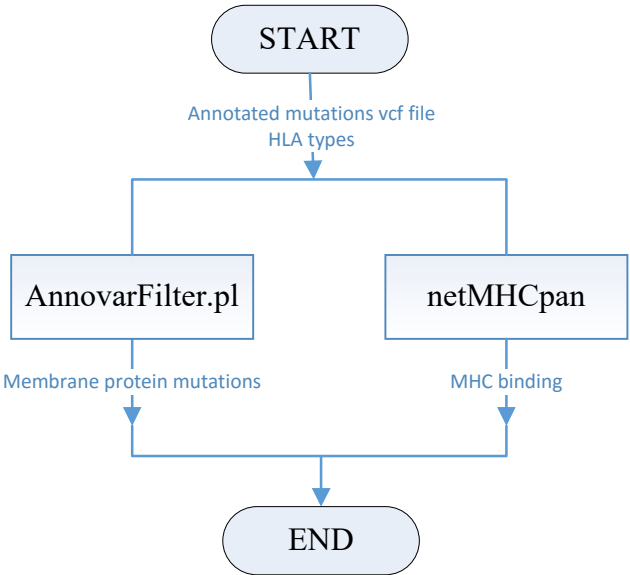 START
Annotated mutations vcf file
HLA types
AnnovarFilter.pl
netMHCpan
Membrane protein mutations
MHC binding
END